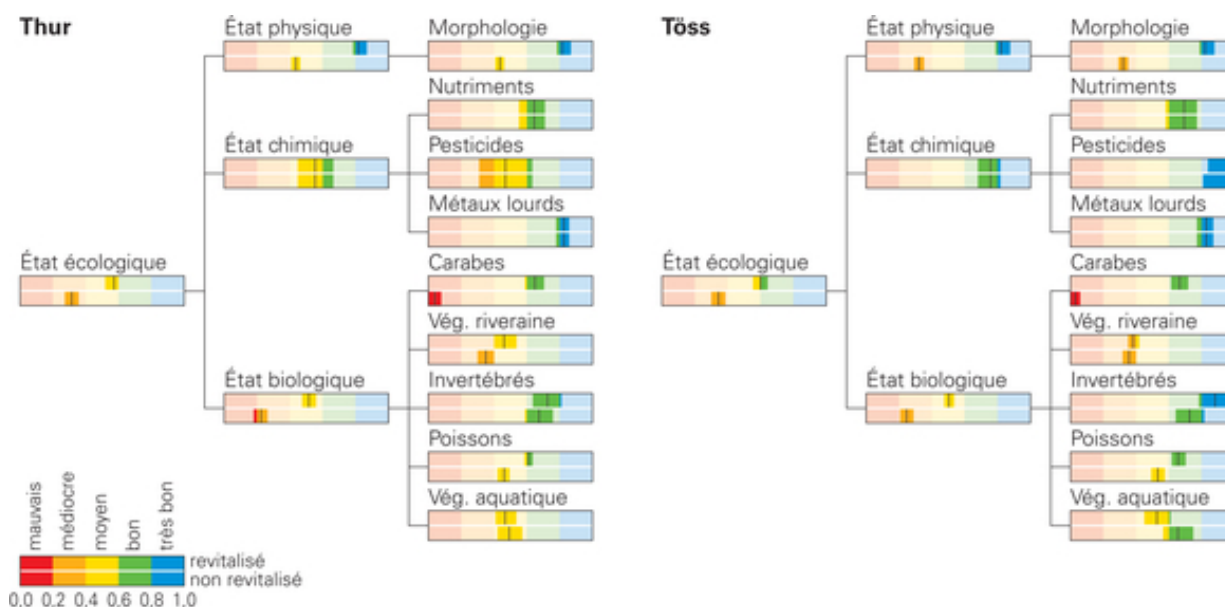 Thur
État physique
Morphologie
Nutriments
État chimique
Pesticides
Métaux lourds
État écologique
Carabes
Vég. riveraine
État biologique
Invertébrés
Poissons
Vég. aquatique
Töss
État physique
Morphologie
Nutriments
État chimique
Pesticides
Métaux lourds
État écologique
Carabes
Vég. riveraine
État biologique
Invertébrés
Poissons
Vég. aquatique
mauvais
médiocre
moyen
bon
très bon
revitalisé
non revitalisé
0.0 0.2 0.4 0.6 0.8 1.0